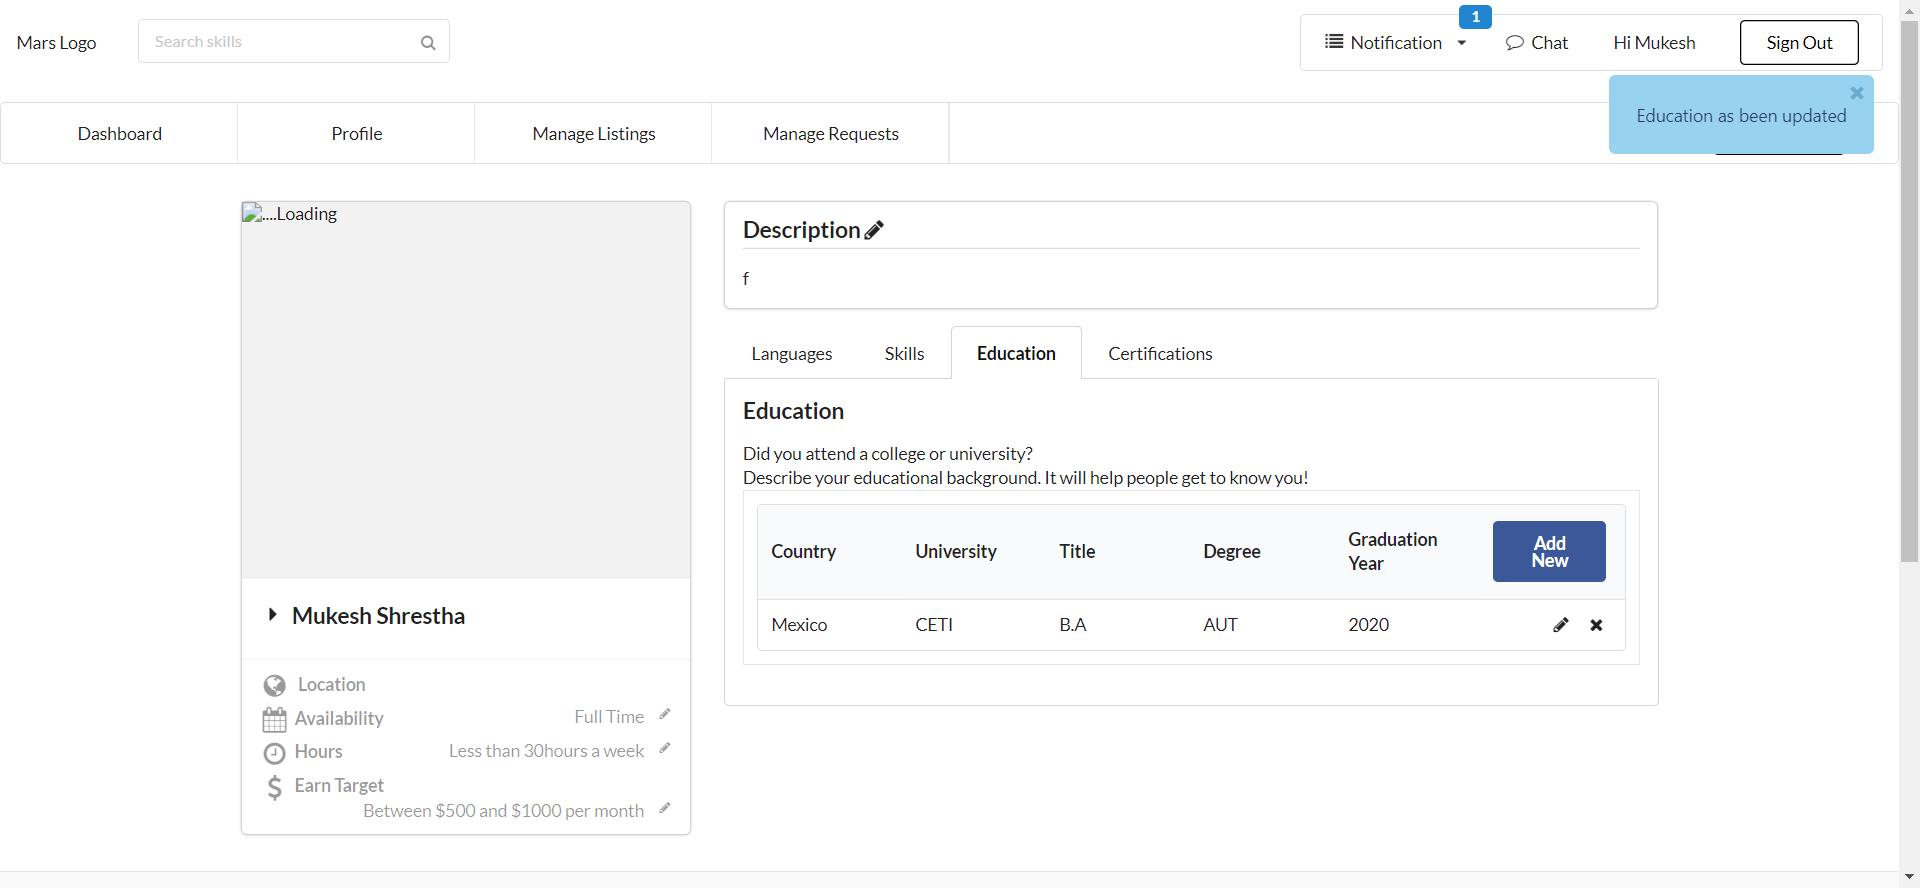 Mars Logo
Search skills
1
Notification
Chat
Hi Mukesh
Sign Out
Education as been updated
Dashboard
Profile
Manage Listings
Manage Requests
....Loading
Mukesh Shrestha
Location
Availability
Full Time
Hours
Less than 30hours a week
Earn Target
Between $500 and $1000 per month
Description
f
Languages
Skills
Education
Certifications
Education
Did you attend a college or university?
Describe your educational background. It will help people get to know you!
Country
University
Title
Degree
Graduation
Year
Add
New
Mexico
CETI
B.A
AUT
2020